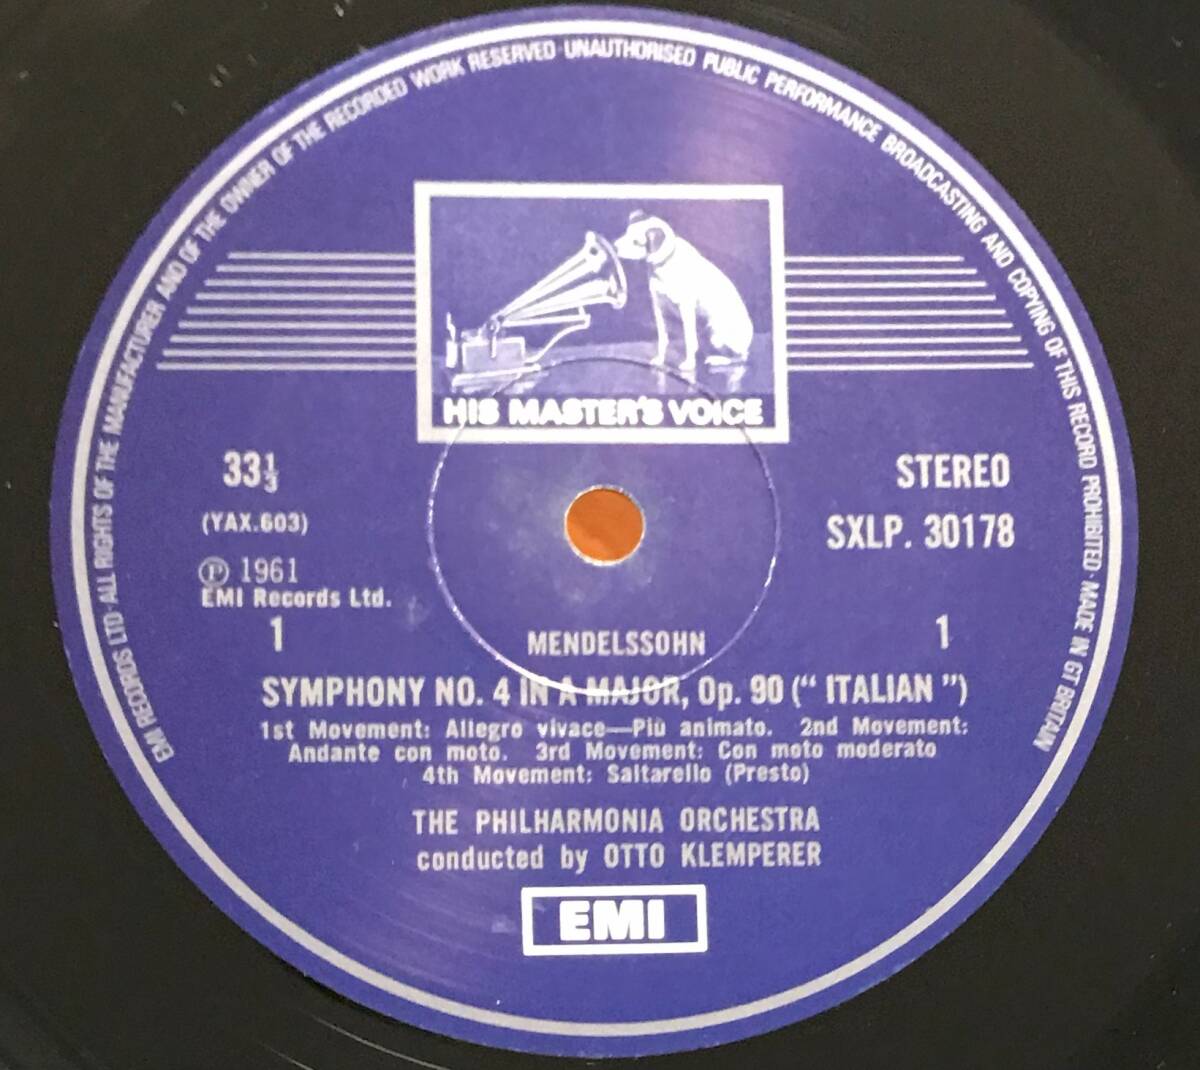 EMI RECORDS LTD·ALL RIGHTS OF THE MANUFACTURER AND OF THE OWNER OF THE RECORDED WORK RESERVED·UNAUTHORISED PUBLIC PERFORMANCE BROADCASTING AND COPYING OF THIS RECORD PROHIBITED·MADE IN GT BRITAIN
HIS MASTER'S VOICE
33⅓
STEREO
(YAX.603)
SXLP. 30178
Ⓟ 1961
EMI Records Ltd.
1
1
MENDELSSOHN
SYMPHONY NO. 4 IN A MAJOR, Op. 90 (“ ITALIAN ”)
1st Movement: Allegro vivace—Più animato. 2nd Movement:
Andante con moto. 3rd Movement: Con moto moderato
4th Movement: Saltarello (Presto)
THE PHILHARMONIA ORCHESTRA
conducted by OTTO KLEMPERER
EMI